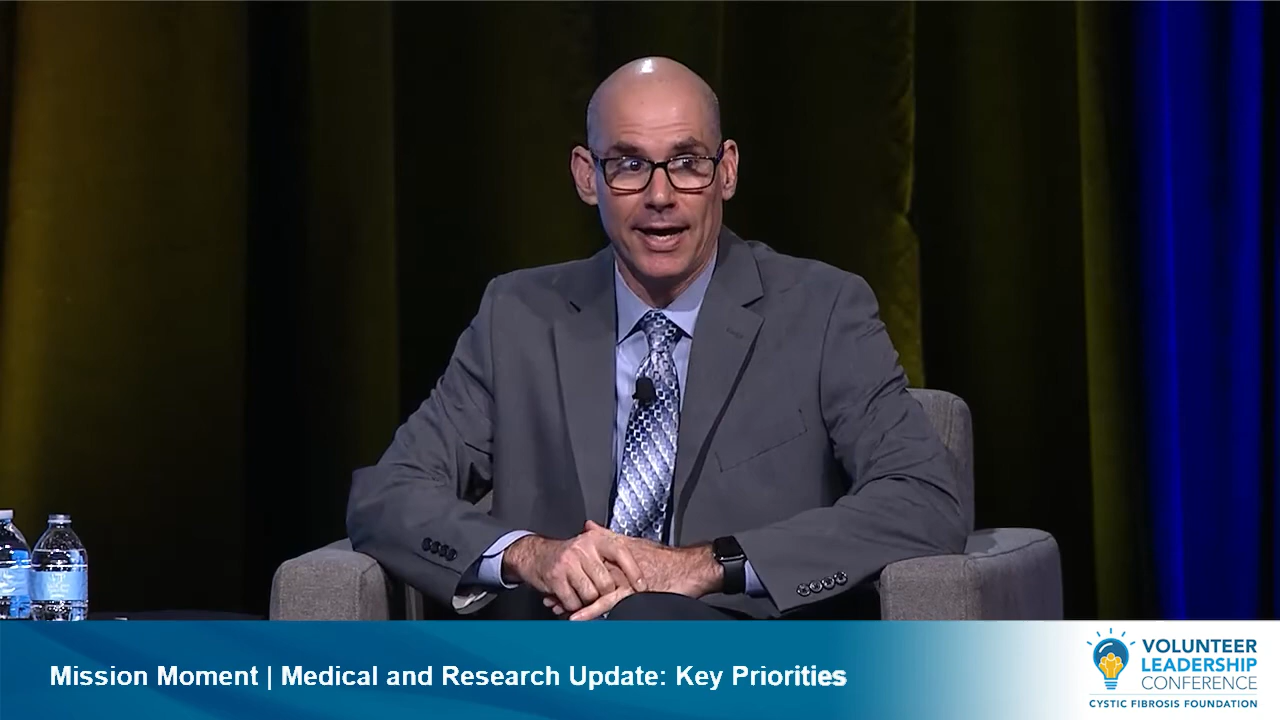 Mission Moment | Medical and Research Update: Key Priorities
VOLUNTEER
LEADERSHIP
CONFERENCE
CYSTIC FIBROSIS FOUNDATION